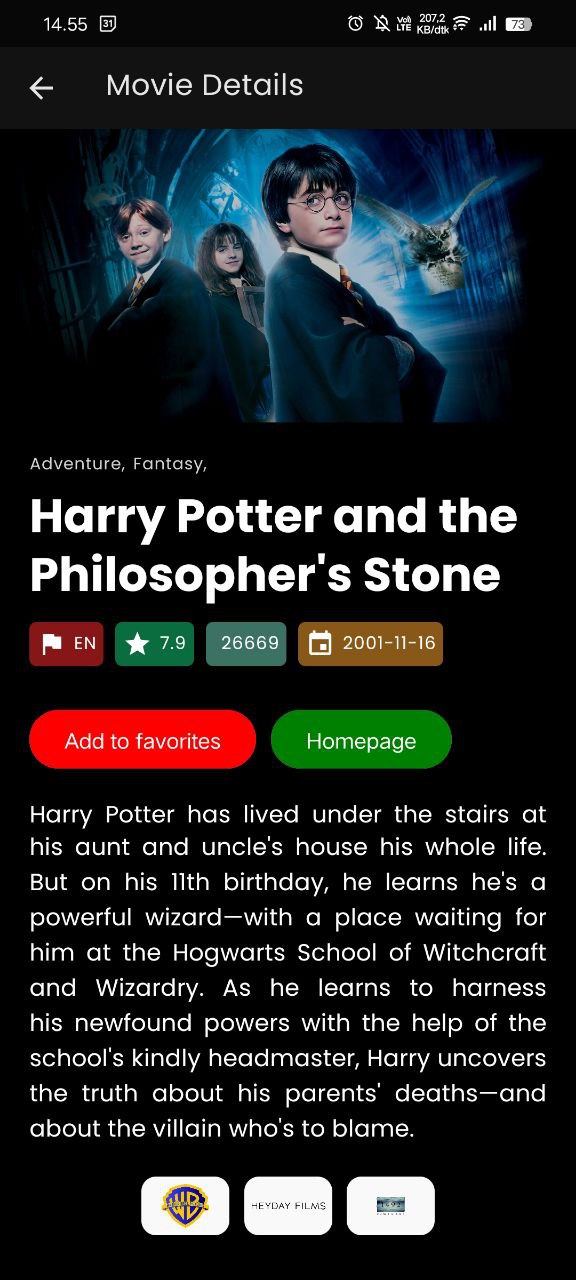 14.55 31 Vo) LTE 207,2 KB/dtk 73
Movie Details
Adventure, Fantasy,
Harry Potter and the
Philosopher's Stone
EN 7.9 26669 2001-11-16
Add to favorites Homepage
Harry Potter has lived under the stairs at
his aunt and uncle's house his whole life.
But on his 11th birthday, he learns he's a
powerful wizard—with a place waiting for
him at the Hogwarts School of Witchcraft
and Wizardry. As he learns to harness
his newfound powers with the help of the
school's kindly headmaster, Harry uncovers
the truth about his parents' deaths—and
about the villain who's to blame.
WB HEYDAY FILMS